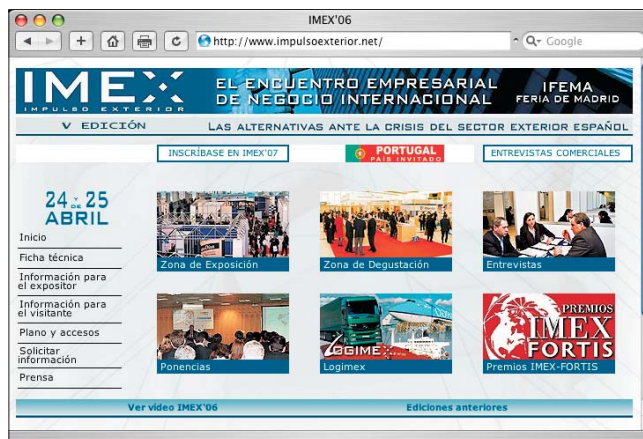 IMEX'06
http://www.impulsoexterior.net/
Google
IMEX
IMPULSO EXTERIOR
EL ENCUENTRO EMPRESARIAL
DE NEGOCIO INTERNACIONAL
IFEMA
FERIA DE MADRID
V EDICIÓN
LAS ALTERNATIVAS ANTE LA CRISIS DEL SECTOR EXTERIOR ESPAÑOL
INSCRÍBASE EN IMEX'07
PORTUGAL
PAÍS INVITADO
ENTREVISTAS COMERCIALES
24 Y 25
DE
ABRIL
Inicio
Ficha técnica
Información para
el expositor
Información para
el visitante
Plano y accesos
Solicitar
información
Prensa
Zona de Exposición
Zona de Degustación
Entrevistas
Ponencias
LOGIMEX
Logimex
PREMIOS
IMEX
FORTIS
Premios IMEX-FORTIS
Ver vídeo IMEX'06
Ediciones anteriores